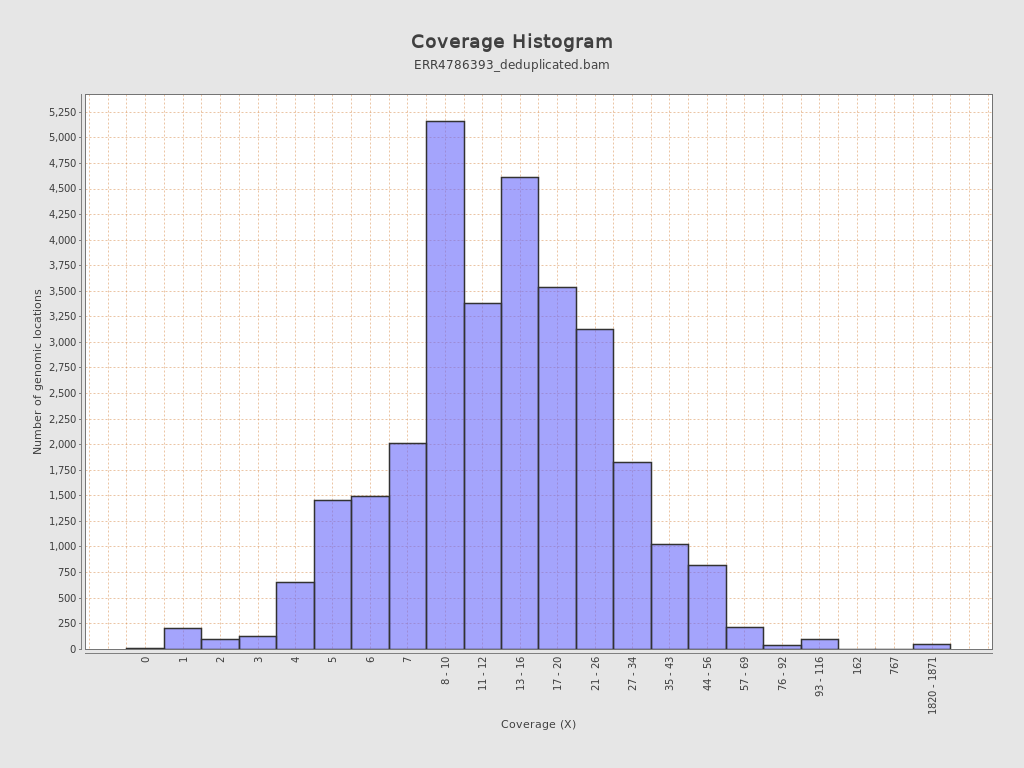 Coverage Histogram
ERR4786393_deduplicated.bam
Number of genomic locations
5,250
5,000
4,750
4,500
4,250
4,000
3,750
3,500
3,250
3,000
2,750
2,500
2,250
2,000
1,750
1,500
1,250
1,000
750
500
250
0
0
1
2
3
4
5
6
7
8 - 10
11 - 12
13 - 16
17 - 20
21 - 26
27 - 34
35 - 43
44 - 56
57 - 69
76 - 92
93 - 116
162
767
1820 - 1871
Coverage (X)